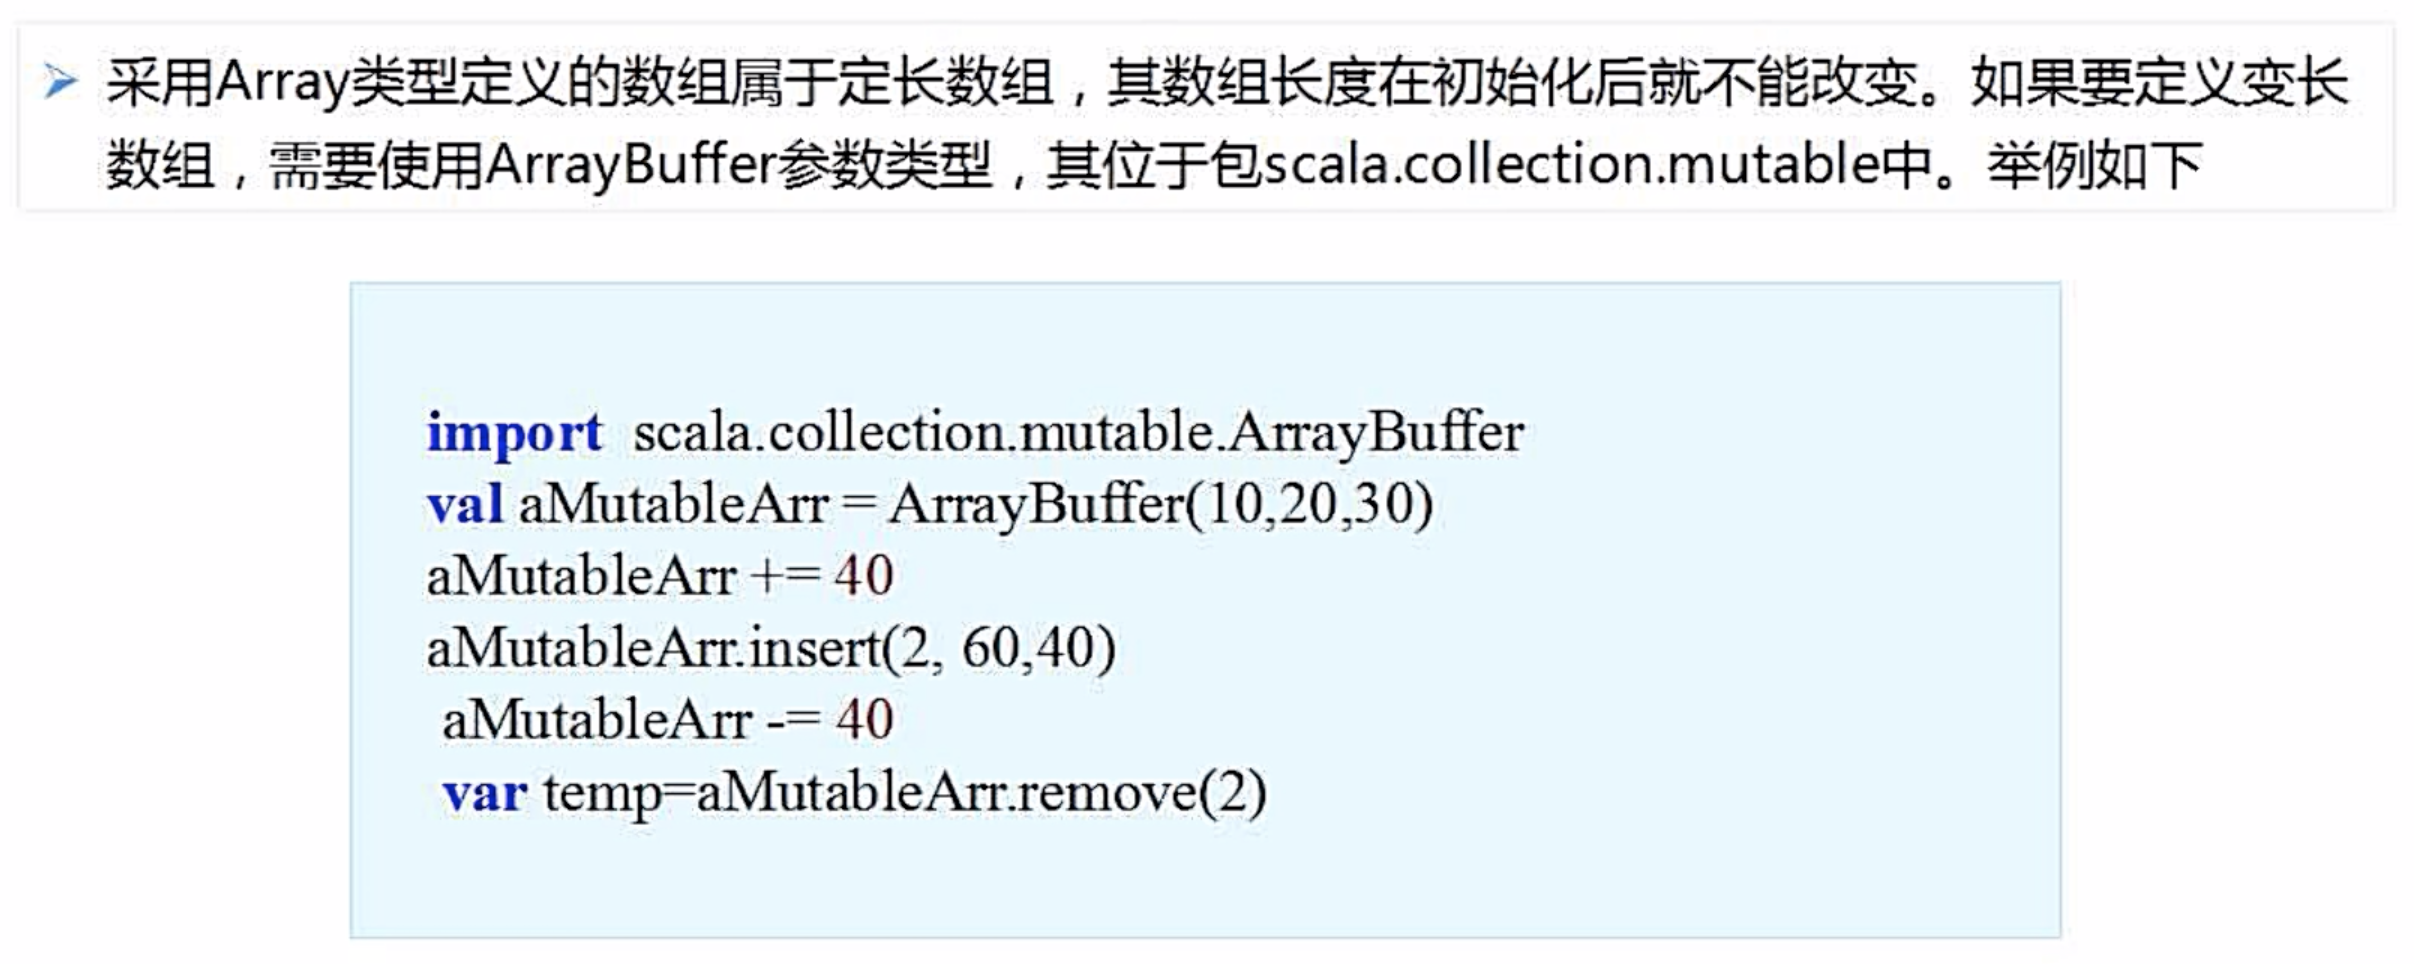 采用Array类型定义的数组属于定长数组，其数组长度在初始化后就不能改变。如果要定义变长
数组，需要使用ArrayBuffer参数类型，其位于包scala.collection.mutable中。举例如下
import scala.collection.mutable.ArrayBuffer
val aMutableArr = ArrayBuffer(10,20,30)
aMutableArr += 40
aMutableArr.insert(2, 60,40)
aMutableArr -= 40
var temp=aMutableArr.remove(2)